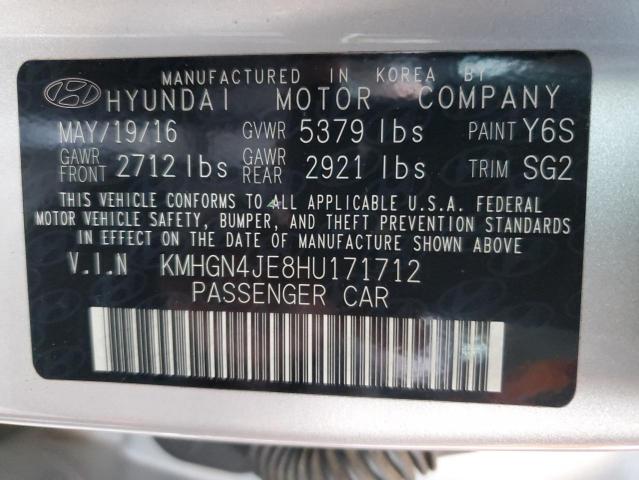 MANUFACTURED IN KOREA BY
HYUNDAI MOTOR COMPANY
MAY/19/16 GVWR 5379 lbs PAINT Y6S
GAWR FRONT 2712 lbs GAWR REAR 2921 lbs TRIM SG2
THIS VEHICLE CONFORMS TO ALL APPLICABLE U.S.A. FEDERAL
MOTOR VEHICLE SAFETY, BUMPER, AND THEFT PREVENTION STANDARDS
IN EFFECT ON THE DATE OF MANUFACTURE SHOWN ABOVE
V.I.N KMHGN4JE8HU171712
PASSENGER CAR